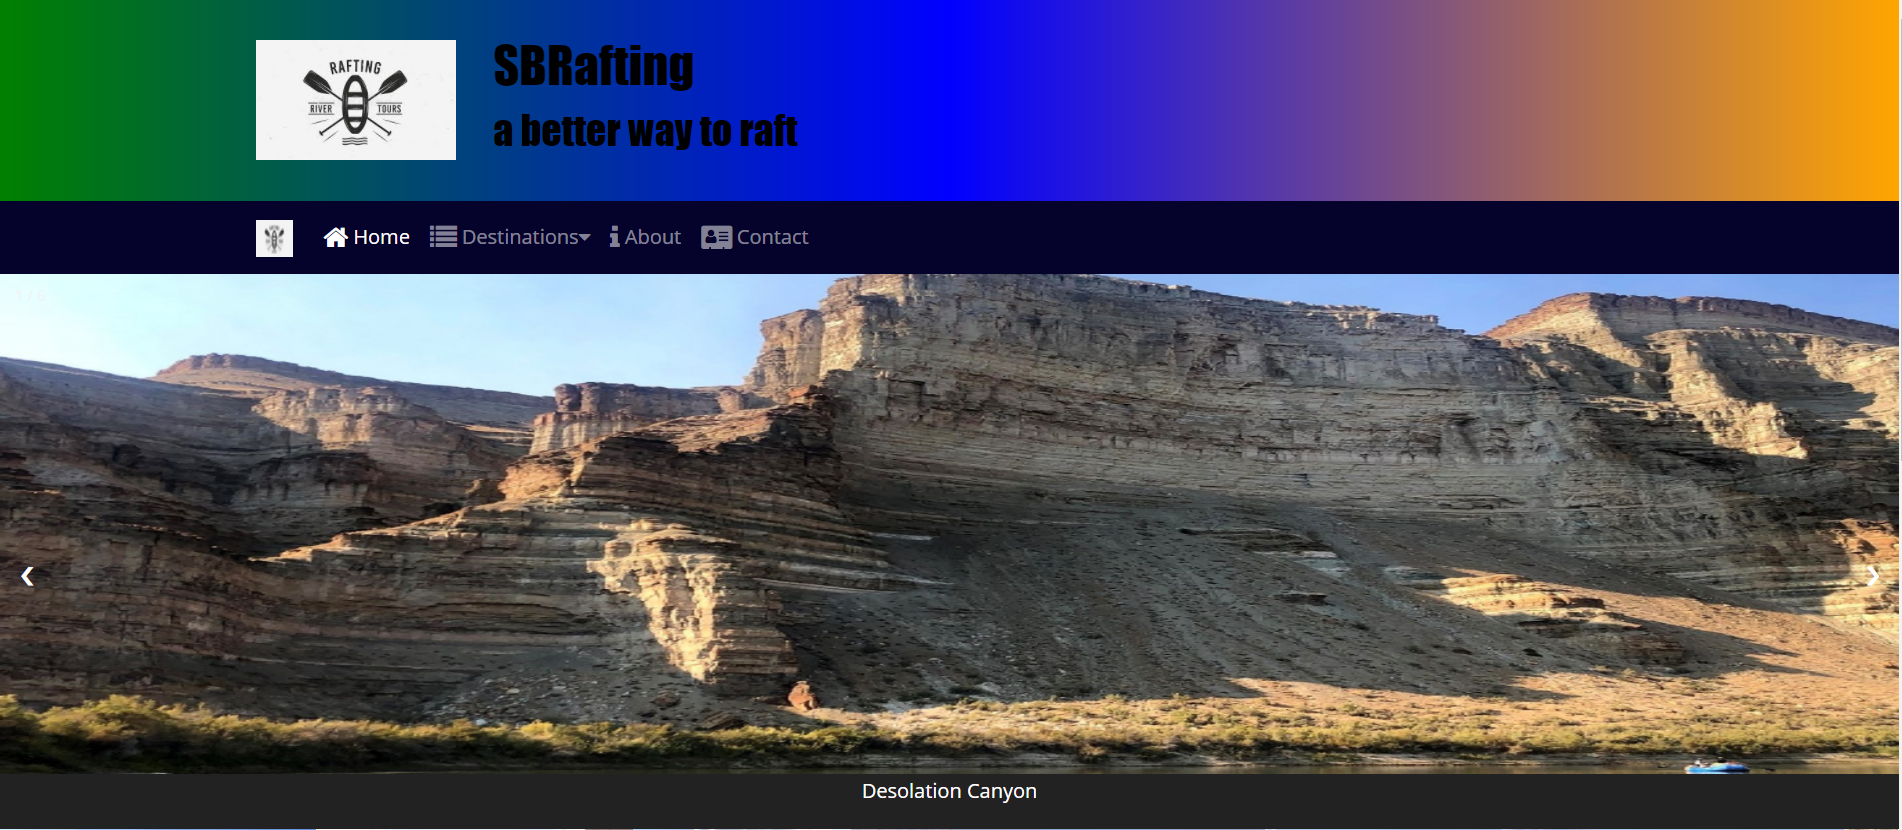 RAFTING
RIVER TOURS
SBRafting
a better way to raft
Home Destinations About Contact
1 / 6
Desolation Canyon